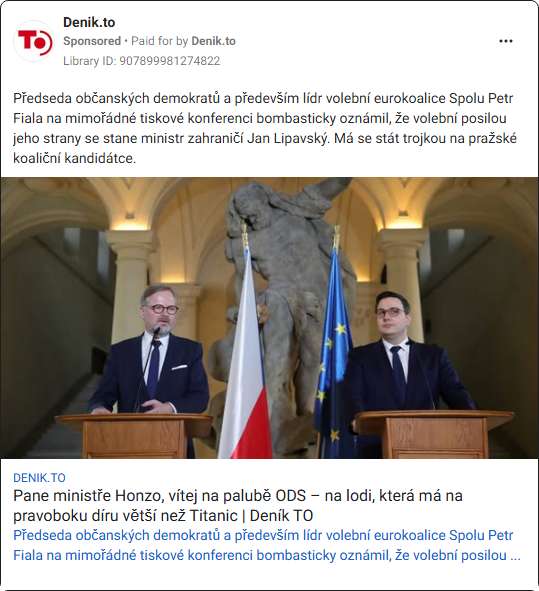 Denik.to
Sponsored • Paid for by Denik.to
Library ID: 907899981274822
Předseda občanských demokratů a především lídr volební eurokoalice Spolu Petr
Fiala na mimořádné tiskové konferenci bombasticky oznámil, že volební posilou
jeho strany se stane ministr zahraničí Jan Lipavský. Má se stát trojkou na pražské
koaliční kandidátce.
DENIK.TO
Pane ministře Honzo, vítej na palubě ODS – na lodi, která má na
pravoboku díru větší než Titanic | Deník TO
Předseda občanských demokratů a především lídr volební eurokoalice Spolu Petr
Fiala na mimořádné tiskové konferenci bombasticky oznámil, že volební posilou ...